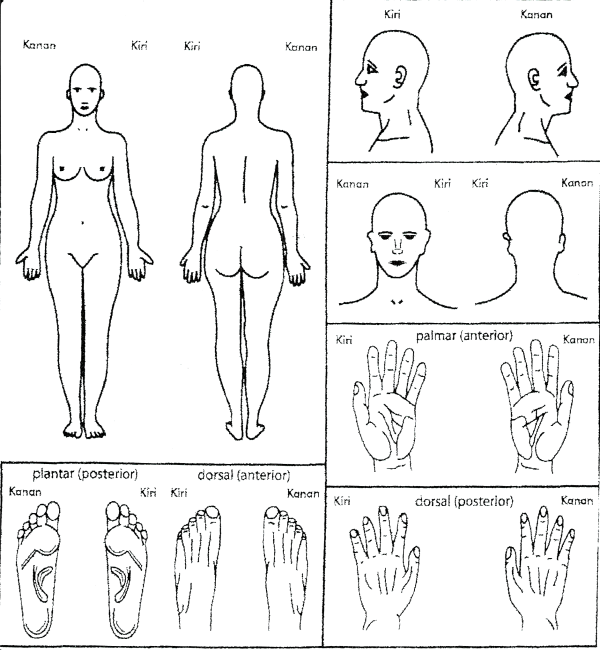 Kanan Kiri Kiri Kanan
Kiri Kanan
Kanan Kiri Kiri Kanan
Kiri palmar (anterior) Kanan
plantar (posterior) dorsal (anterior)
Kanan Kiri Kiri Kanan
Kiri dorsal (posterior) Kanan